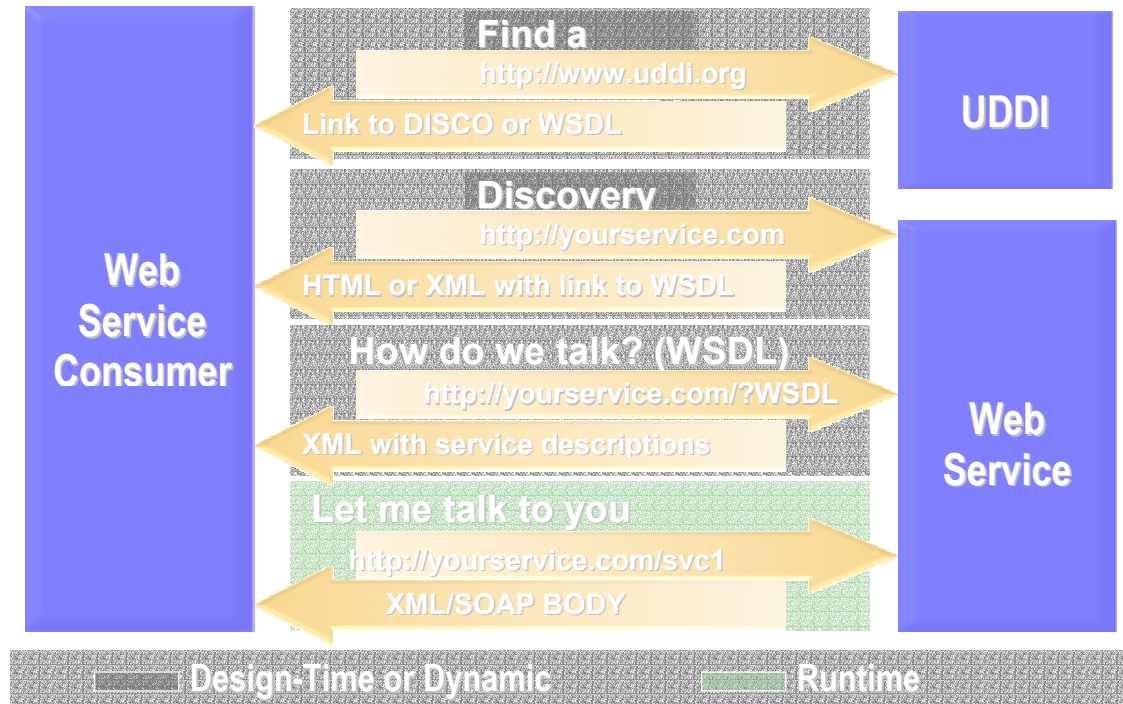 Find a
http://www.uddi.org
Link to DISCO or WSDL
UDDI
Discovery
http://yourservice.com
HTML or XML with link to WSDL
Web
Service
Consumer
How do we talk? (WSDL)
http://yourservice.com/?WSDL
XML with service descriptions
Web
Service
Let me talk to you
http://yourservice.com/svc1
XML/SOAP BODY
Design-Time or Dynamic
Runtime